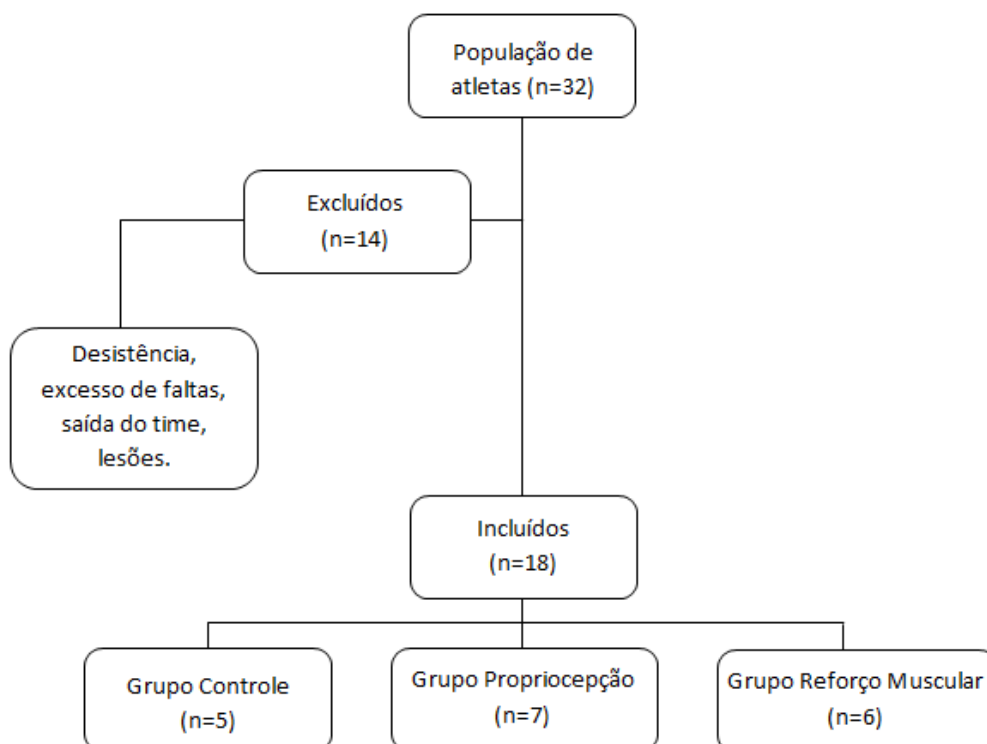 População de
atletas (n=32)
Excluídos
(n=14)
Desistência,
excesso de faltas,
saída do time,
lesões.
Incluídos
(n=18)
Grupo Controle
(n=5)
Grupo Propriocepção
(n=7)
Grupo Reforço Muscular
(n=6)